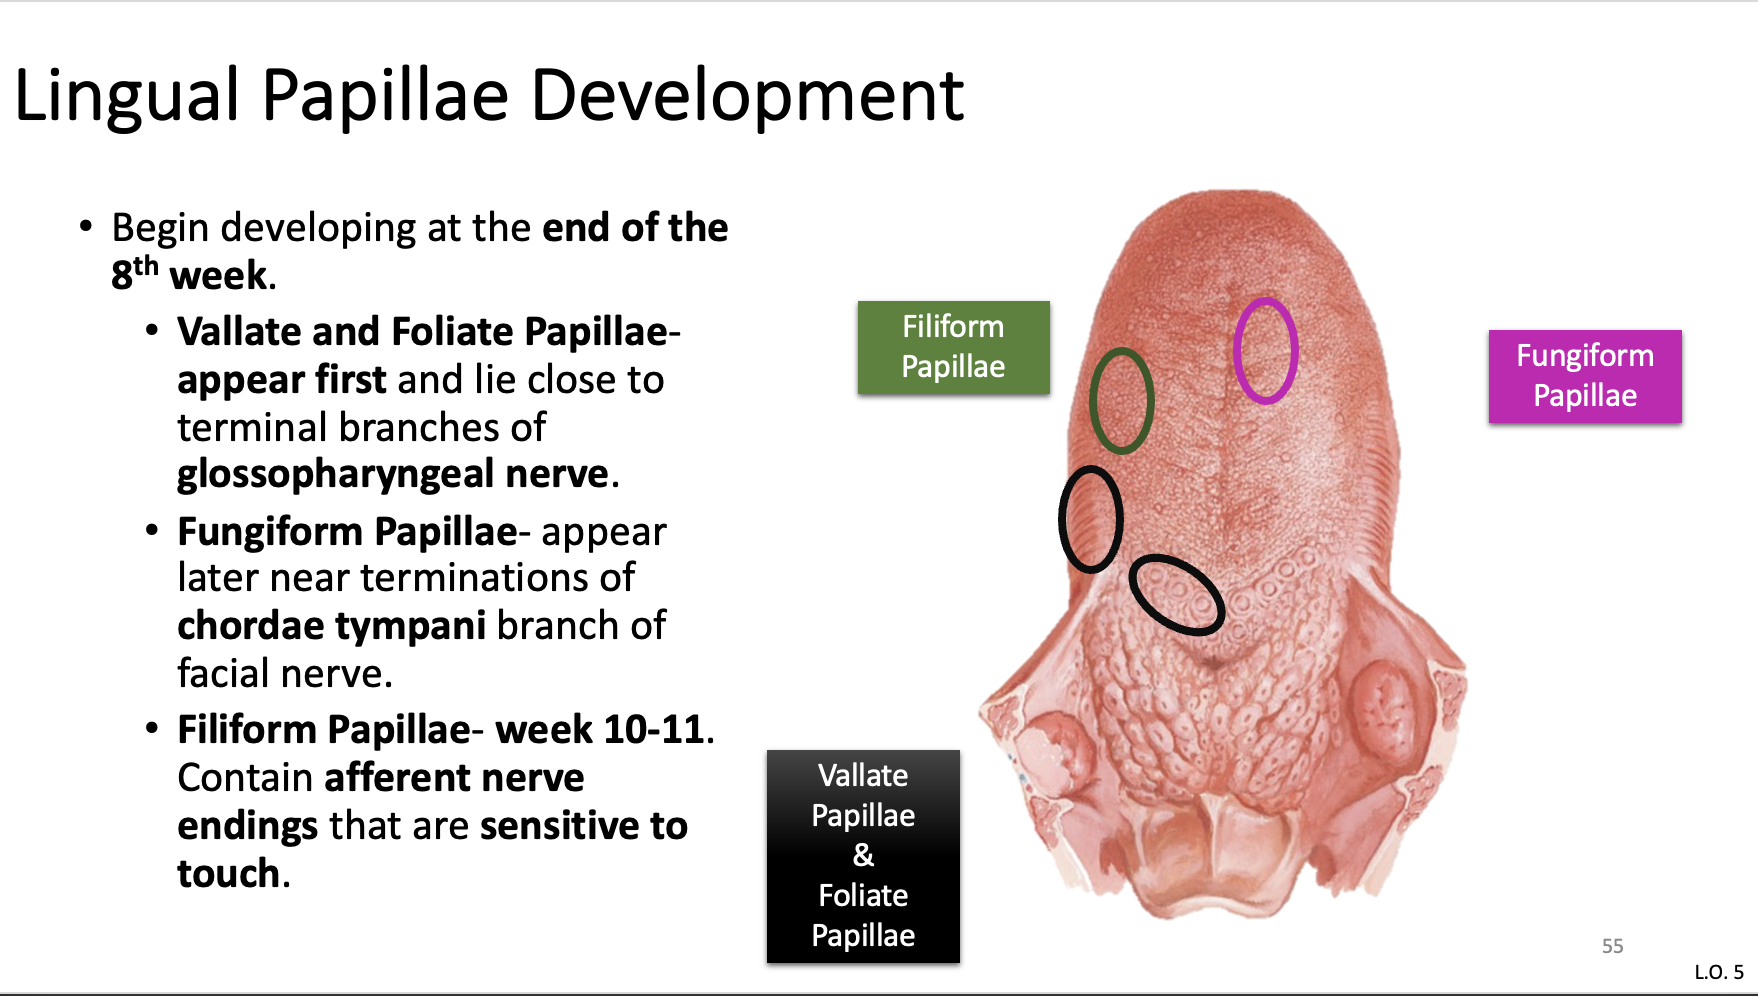 Lingual Papillae Development
• Begin developing at the end of the
8th week.
• Vallate and Foliate Papillae-
appear first and lie close to
terminal branches of
glossopharyngeal nerve.
• Fungiform Papillae- appear
later near terminations of
chordae tympani branch of
facial nerve.
• Filiform Papillae- week 10-11.
Contain afferent nerve
endings that are sensitive to
touch.
Filiform
Papillae
Fungiform
Papillae
Vallate
Papillae
&
Foliate
Papillae
55
L.O. 5